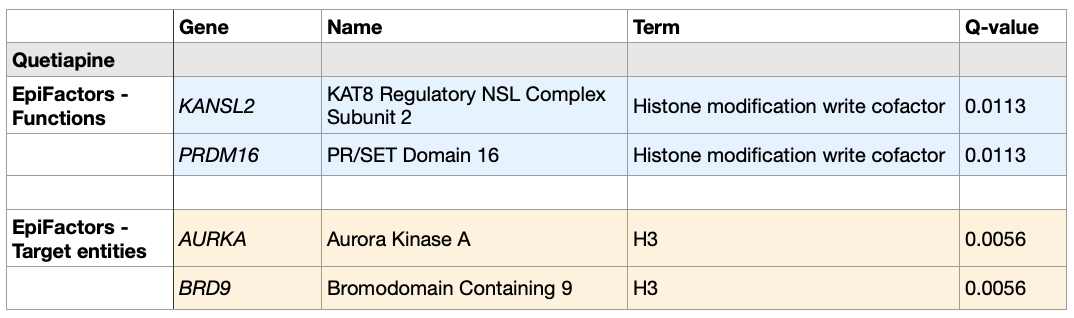 Gene Name Term Q-value
Quetiapine
EpiFactors - Functions KANSL2 KAT8 Regulatory NSL Complex Subunit 2 Histone modification write cofactor 0.0113
PRDM16 PR/SET Domain 16 Histone modification write cofactor 0.0113
EpiFactors - Target entities AURKA Aurora Kinase A H3 0.0056
BRD9 Bromodomain Containing 9 H3 0.0056